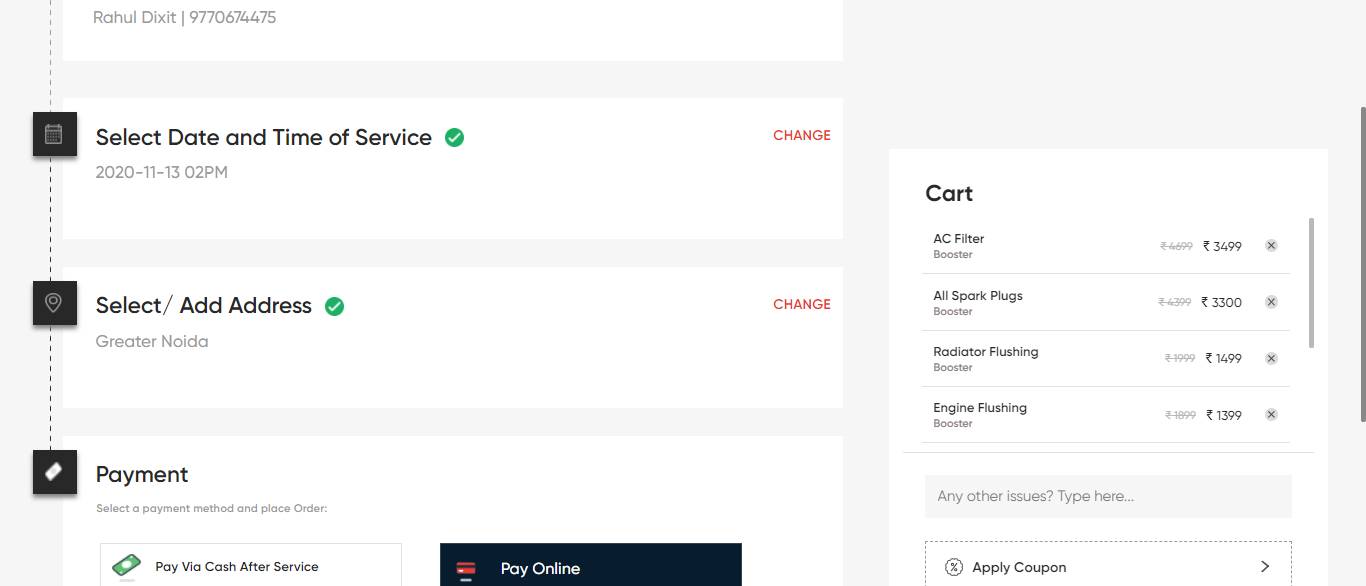 Rahul Dixit | 9770674475
Select Date and Time of Service
CHANGE
2020-11-13 02PM
Select/ Add Address
CHANGE
Greater Noida
Payment
Select a payment method and place Order:
Pay Via Cash After Service
Pay Online
Cart
AC Filter
Booster
₹ 4699 ₹ 3499
All Spark Plugs
Booster
₹ 4399 ₹ 3300
Radiator Flushing
Booster
₹ 1999 ₹ 1499
Engine Flushing
Booster
₹ 1899 ₹ 1399
Any other issues? Type here...
Apply Coupon